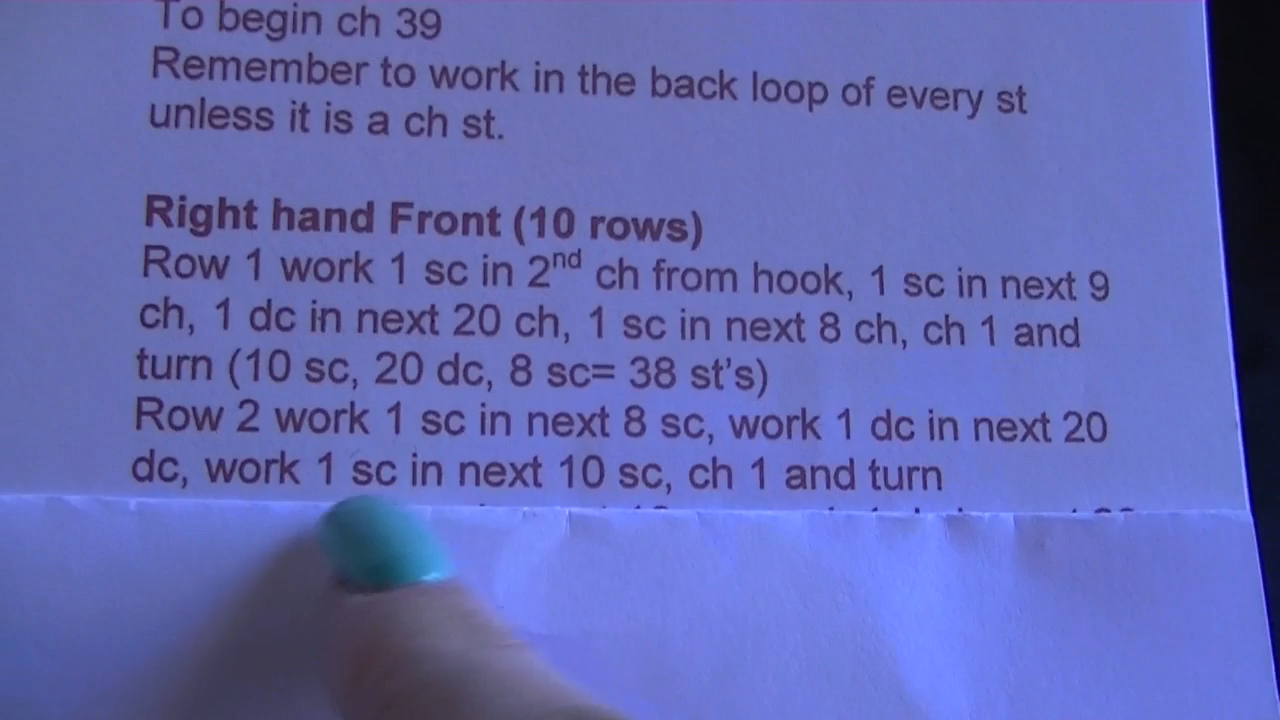 To begin ch 39
Remember to work in the back loop of every st
unless it is a ch st.
Right hand Front (10 rows)
Row 1 work 1 sc in 2nd ch from hook, 1 sc in next 9
ch, 1 dc in next 20 ch, 1 sc in next 8 ch, ch 1 and
turn (10 sc, 20 dc, 8 sc= 38 st's)
Row 2 work 1 sc in next 8 sc, work 1 dc in next 20
dc, work 1 sc in next 10 sc, ch 1 and turn